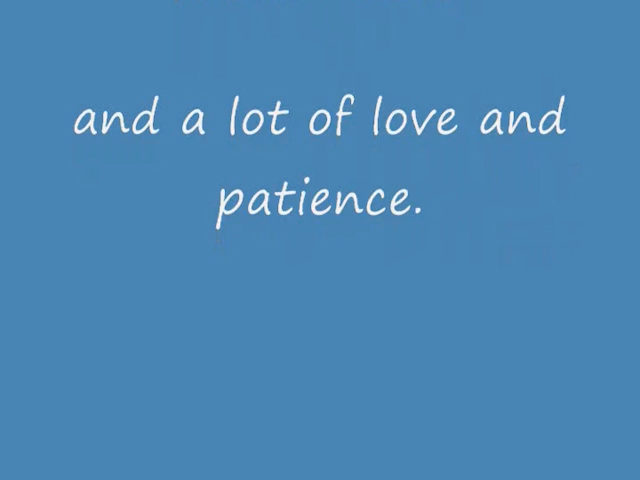 and a lot of love and
patience.